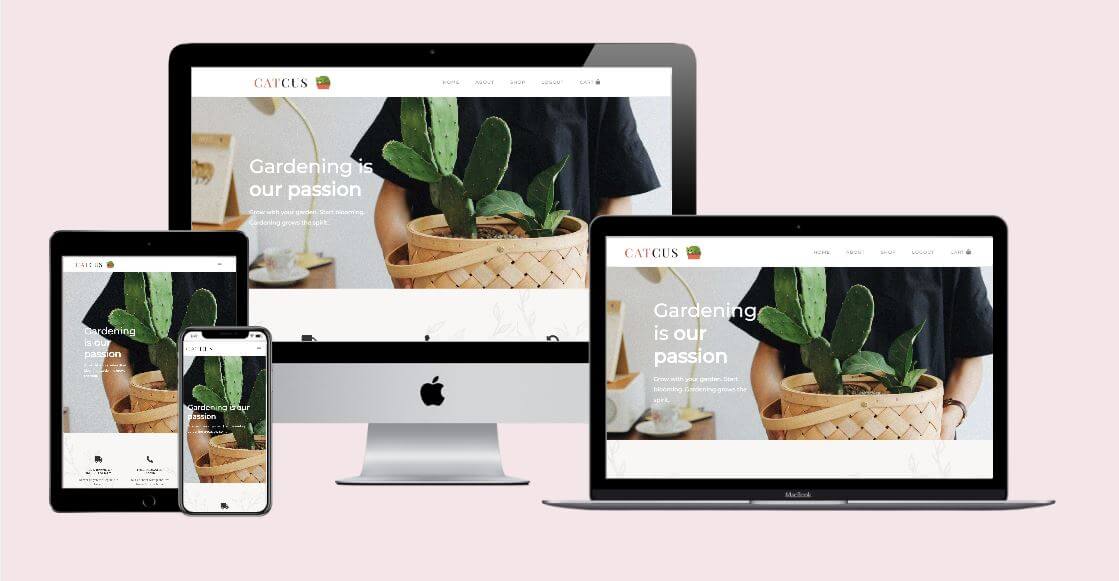 CATCUS
HOME ABOUT SHOP LOGOUT CART
Gardening is
our passion
Grow with your garden. Start blooming.
Gardening grows the spirit.
CATCUS
HOME ABOUT SHOP LOGOUT CART
Gardening
is our
passion
Grow with your garden. Start
blooming. Gardening grows the
spirit.
MacBook
CATCUS
Gardening
is our
passion
CATCUS
Gardening is our
passion